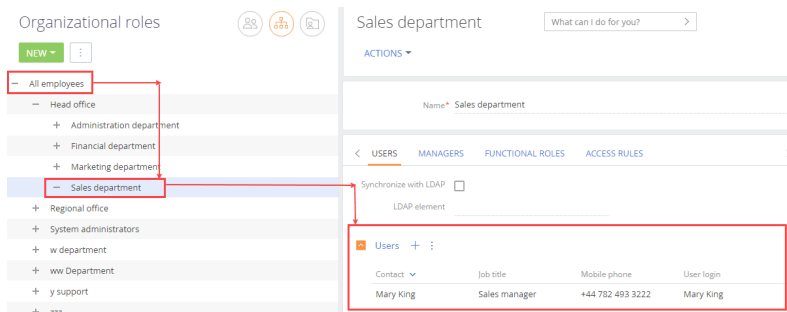 Organizational roles
NEW
All employees
Head office
Administration department
Financial department
Marketing department
Sales department
Regional office
System administrators
w department
ww Department
y support
Sales department
What can I do for you?
ACTIONS
Name* Sales department
USERS MANAGERS FUNCTIONAL ROLES ACCESS RULES
Synchronize with LDAP
LDAP element
Users
Contact Job title Mobile phone User login
Mary King Sales manager +44 782 493 3222 Mary King